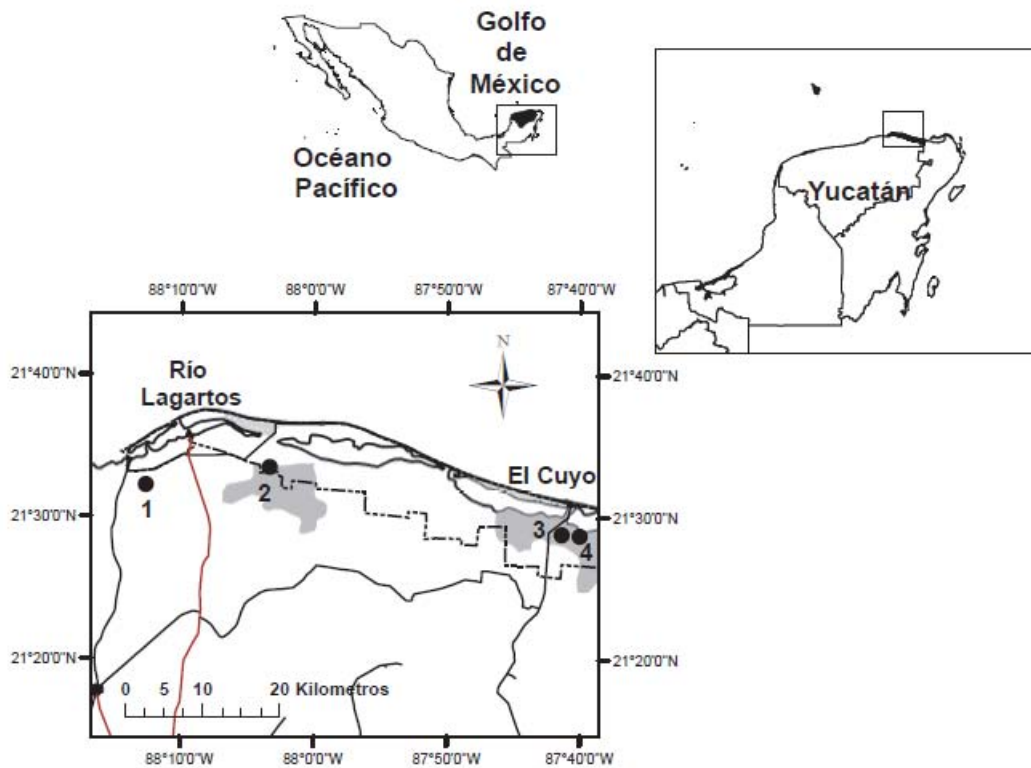 Golfo
de
México
Océano
Pacífico
Yucatán
88°10'0"W 88°0'0"W 87°50'0"W 87°40'0"W
N
21°40'0"N 21°40'0"N
Río
Lagartos
El Cuyo
1
2
21°30'0"N 21°30'0"N
3
4
21°20'0"N 21°20'0"N
0 5 10 20 Kilometros
88°10'0"W 88°0'0"W 87°50'0"W 87°40'0"W